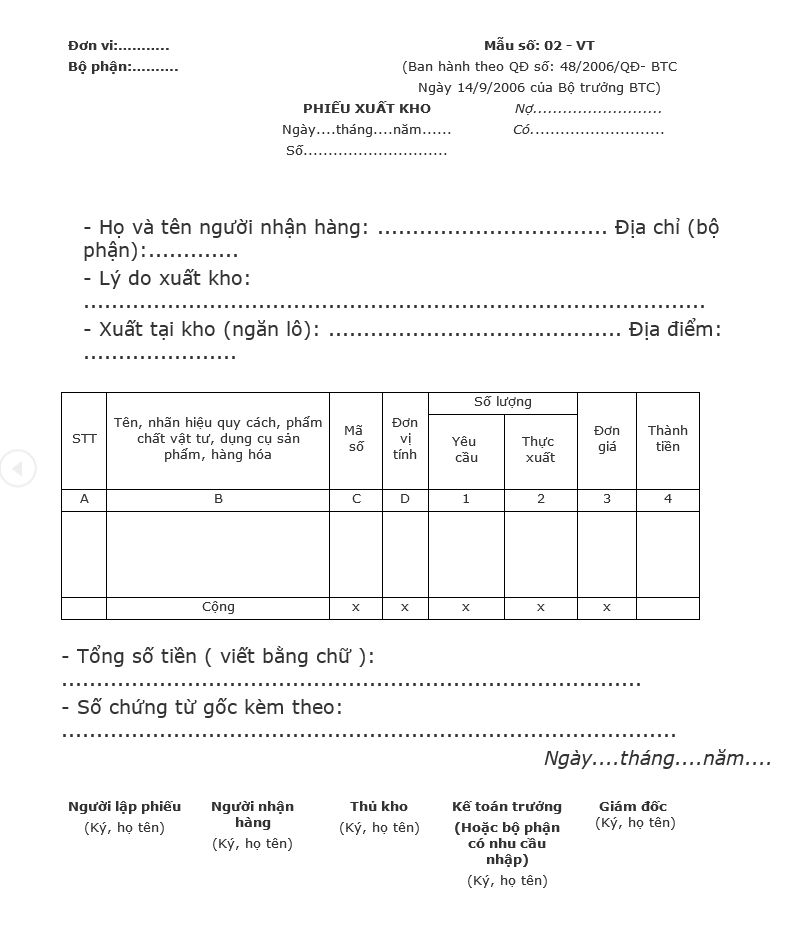 Đơn vi:...........
Mẫu số: 02 - VT
Bộ phận:..........
(Ban hành theo QĐ số: 48/2006/QĐ- BTC
Ngày 14/9/2006 của Bộ trưởng BTC)
PHIẾU XUẤT KHO
Nợ..........................
Ngày....tháng....năm......
Có...........................
Số.............................
- Họ và tên người nhận hàng: ................................. Địa chỉ (bộ
phận):.............
- Lý do xuất kho:
.........................................................................................
- Xuất tại kho (ngăn lô): .......................................... Địa điểm:
......................
STT
Tên, nhãn hiệu quy cách, phẩm
chất vật tư, dụng cụ sản
phẩm, hàng hóa
Mã
số
Đơn
vị
tính
Số lượng
Yêu
cầu
Thực
xuất
Đơn
giá
Thành
tiền
A B C D 1 2 3 4
Cộng x x x x x
- Tổng số tiền ( viết bằng chữ ):
...................................................................................
- Số chứng từ gốc kèm theo:
........................................................................................
Ngày....tháng....năm....
Người lập phiếu
(Ký, họ tên)
Người nhận
hàng
(Ký, họ tên)
Thủ kho
(Ký, họ tên)
Kế toán trưởng
(Hoặc bộ phận
có nhu cầu
nhập)
(Ký, họ tên)
Giám đốc
(Ký, họ tên)